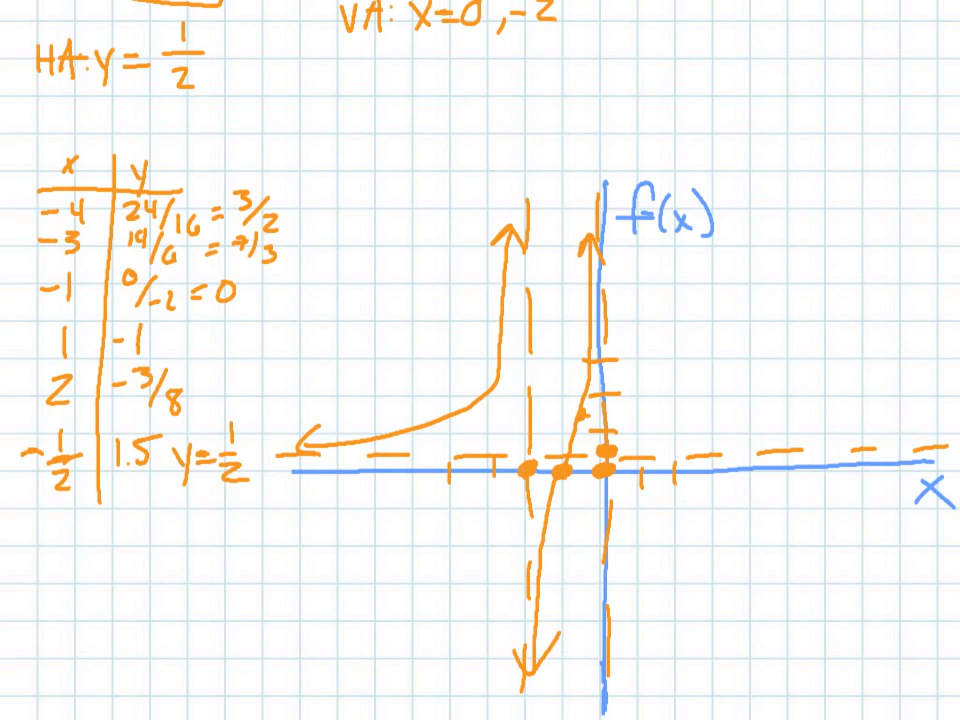 VA: X=0,-2
HA: y = 1/2
x y
-4 24/16 = 3/2
-3 14/6 = 7/3
-1 0/-2 = 0
1 -1
2 -3/8
-1/2 1.5 y=1/2
f(x)
X